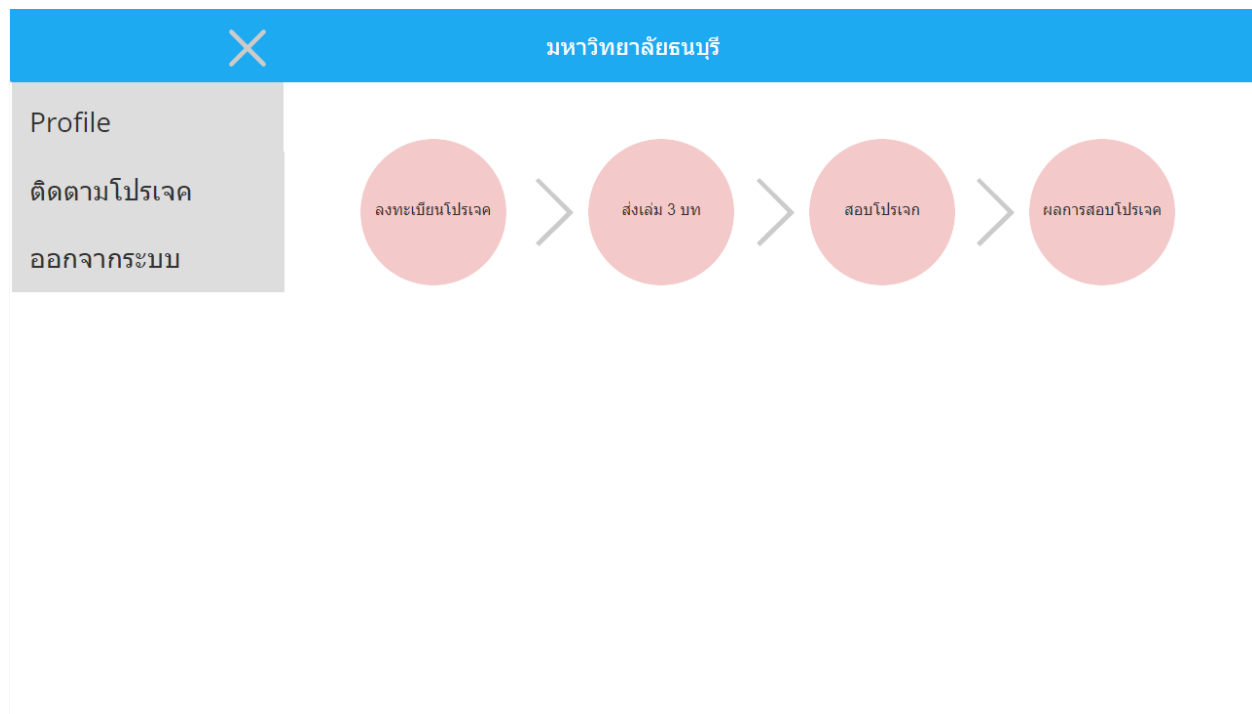 มหาวิทยาลัยธนบุรี
Profile
ติดตามโปรเจค
ออกจากระบบ
ลงทะเบียนโปรเจค
ส่งเล่ม 3 บท
สอบโปรเจก
ผลการสอบโปรเจค